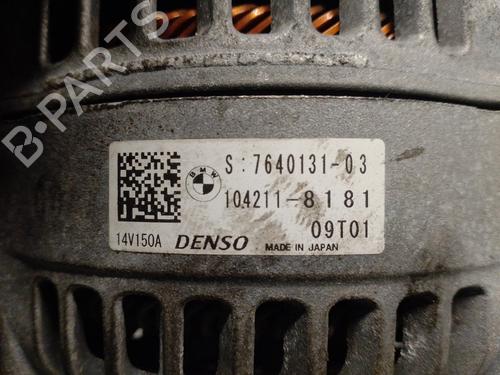 B-PARTS
BMW
S: 7640131-03
104211-8181
09T01
14V150A DENSO MADE IN JAPAN